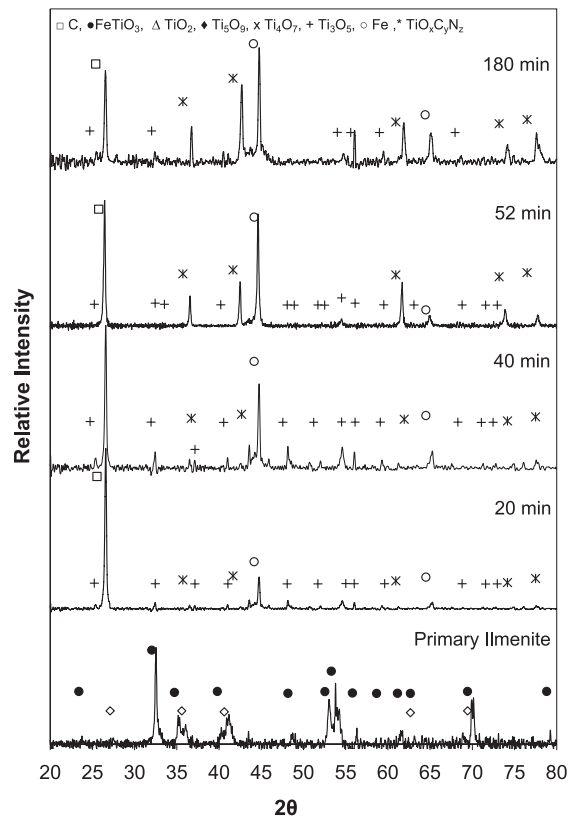 □ C, ●FeTiO₃, Δ TiO₂, ♦ Ti₅O₉, x Ti₄O₇, + Ti₃O₅, ○ Fe ,* TiOₓCᵧN_z
180 min
52 min
40 min
20 min
Primary Ilmenite
Relative Intensity
20 25 30 35 40 45 50 55 60 65 70 75 80
2θ